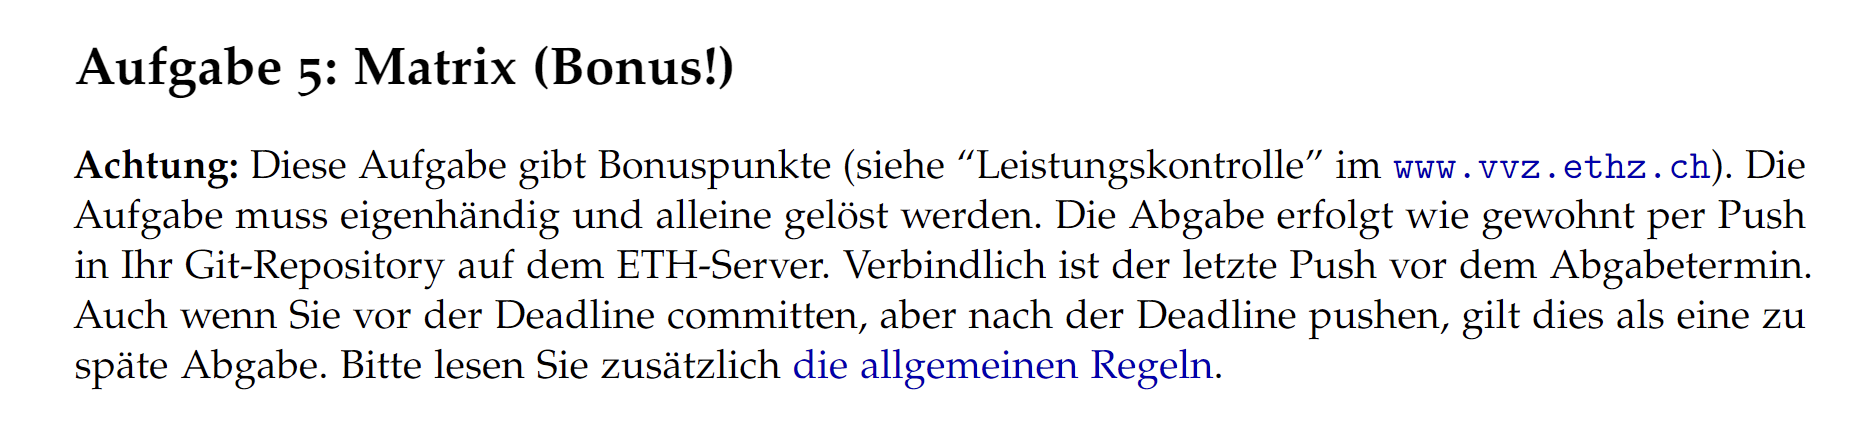 Aufgabe 5: Matrix (Bonus!)
Achtung: Diese Aufgabe gibt Bonuspunkte (siehe “Leistungskontrolle” im www.vvz.ethz.ch). Die
Aufgabe muss eigenhändig und alleine gelöst werden. Die Abgabe erfolgt wie gewohnt per Push
in Ihr Git-Repository auf dem ETH-Server. Verbindlich ist der letzte Push vor dem Abgabetermin.
Auch wenn Sie vor der Deadline committen, aber nach der Deadline pushen, gilt dies als eine zu
späte Abgabe. Bitte lesen Sie zusätzlich die allgemeinen Regeln.